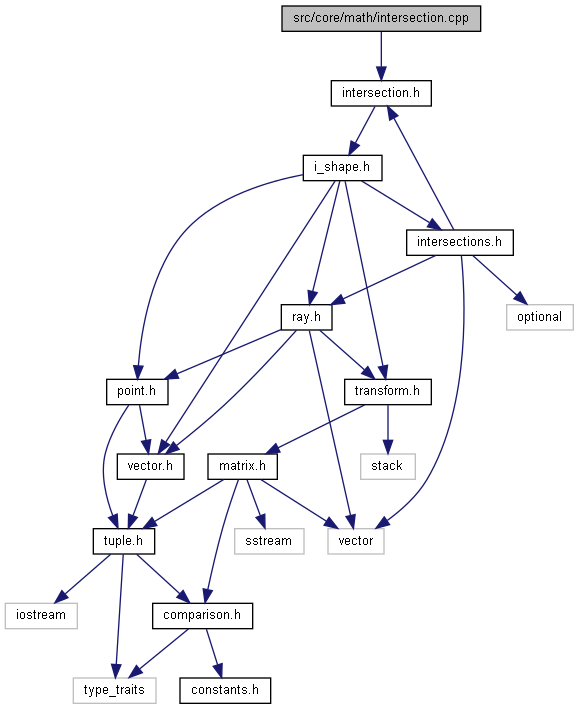 src/core/math/intersection.cpp
intersection.h
i_shape.h
intersections.h
ray.h
optional
point.h
transform.h
vector.h
matrix.h
stack
tuple.h
sstream
vector
iostream
comparison.h
type_traits
constants.h